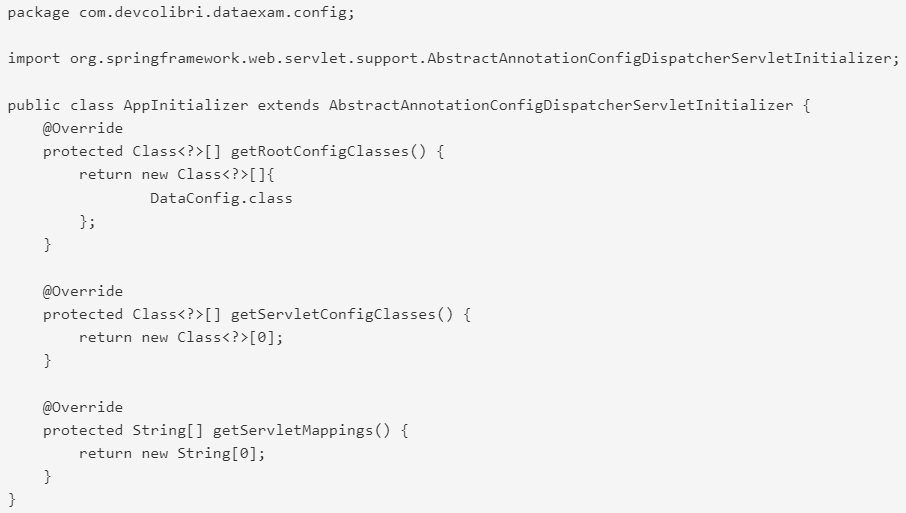 package com.devcolibri.dataexam.config;

import org.springframework.web.servlet.support.AbstractAnnotationConfigDispatcherServletInitializer;

public class AppInitializer extends AbstractAnnotationConfigDispatcherServletInitializer {
    @Override
    protected Class<?>[] getRootConfigClasses() {
        return new Class<?>[]{
                DataConfig.class
        };
    }

    @Override
    protected Class<?>[] getServletConfigClasses() {
        return new Class<?>[0];
    }

    @Override
    protected String[] getServletMappings() {
        return new String[0];
    }
}